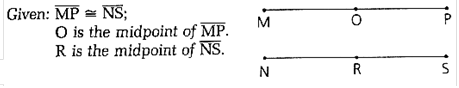 Given: MP ≅ NS;
O is the midpoint of MP.
R is the midpoint of NS.
M O P
N R S